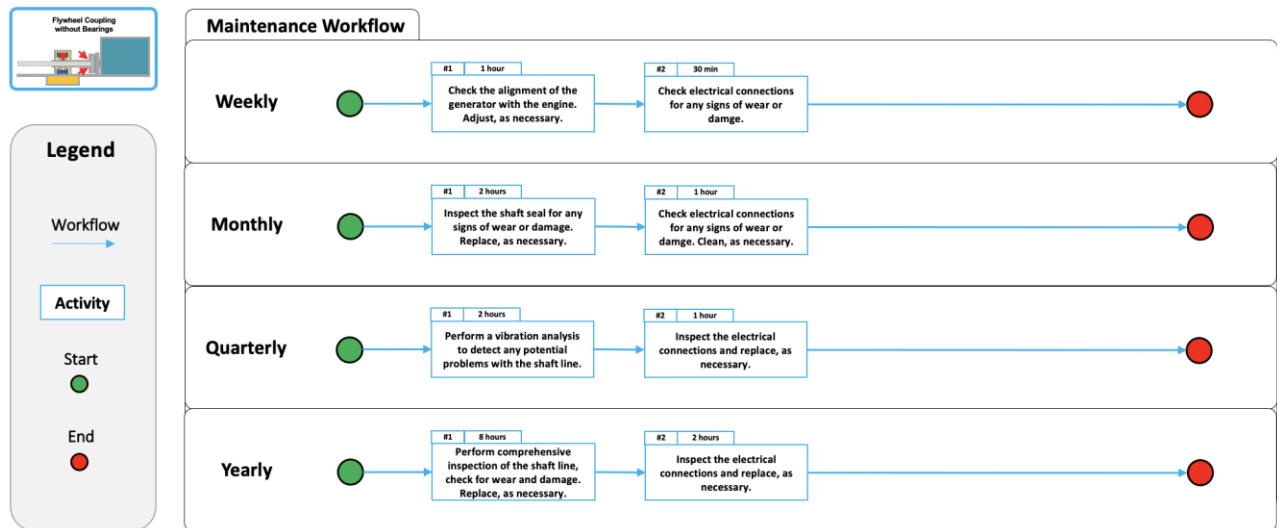 Flywheel Coupling
without Bearings
Maintenance Workflow
Legend
Workflow
Activity
Start
End
Weekly
#1 1 hour
Check the alignment of the
generator with the engine.
Adjust, as necessary.
#2 30 min
Check electrical connections
for any signs of wear or
damge.
Monthly
#1 2 hours
Inspect the shaft seal for any
signs of wear or damage.
Replace, as necessary.
#2 1 hour
Check electrical connections
for any signs of wear or
damge. Clean, as necessary.
Quarterly
#1 2 hours
Perform a vibration analysis
to detect any potential
problems with the shaft line.
#2 1 hour
Inspect the electrical
connections and replace, as
necessary.
Yearly
#1 8 hours
Perform comprehensive
inspection of the shaft line,
check for wear and damage.
Replace, as necessary.
#2 2 hours
Inspect the electrical
connections and replace, as
necessary.